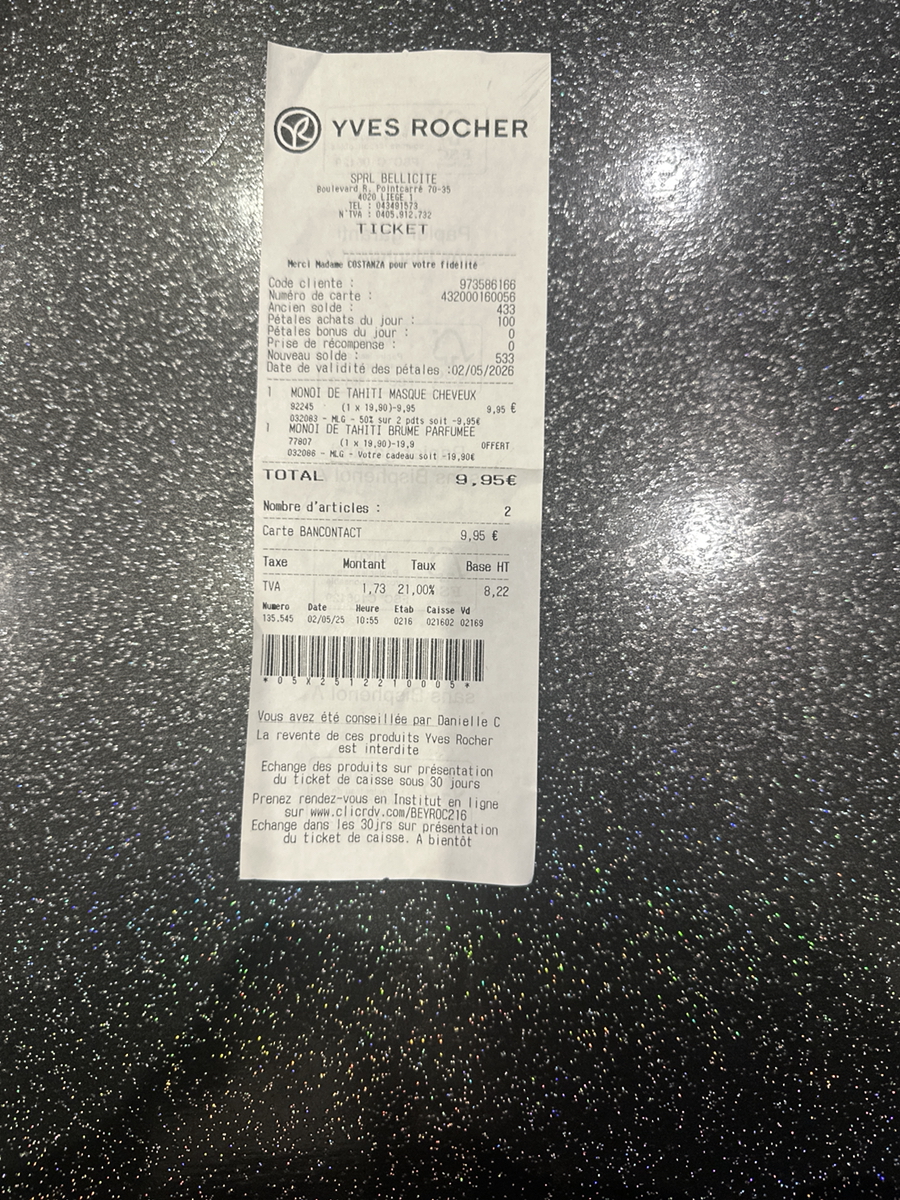 YVES ROCHER
SPRL BELLICITE
Boulevard R. Pointcarré 70-35
4020 LIEGE 1
TEL : 043491573
N°TVA : 0405.912.732
TICKET
Merci Madame COSTANZA pour votre fidélité
Code cliente : 973586166
Numéro de carte : 432000160056
Ancien solde : 433
Pétales achats du jour : 100
Pétales bonus du jour : 0
Prise de récompense : 0
Nouveau solde : 533
Date de validité des pétales :02/05/2026
1 MONOI DE TAHITI MASQUE CHEVEUX
92245 (1 x 19,90)-9,95 9,95 €
032083 - MLG - 50% sur 2 pdts soit -9,95€
1 MONOI DE TAHITI BRUME PARFUMEE
77807 (1 x 19,90)-19,9 OFFERT
032086 - MLG - Votre cadeau soit -19,90€
TOTAL 9,95€
Nombre d'articles : 2
Carte BANCONTACT 9,95 €
Taxe Montant Taux Base HT
TVA 1,73 21,00% 8,22
Numero Date Heure Etab Caisse Vd
135.545 02/05/25 10:55 0216 021602 02169
*05X2512210005*
Vous avez été conseillée par Danielle C
La revente de ces produits Yves Rocher
est interdite
Echange des produits sur présentation
du ticket de caisse sous 30 jours
Prenez rendez-vous en Institut en ligne
sur www.clicrdv.com/BEYROC216
Echange dans les 30jrs sur présentation
du ticket de caisse. A bientôt